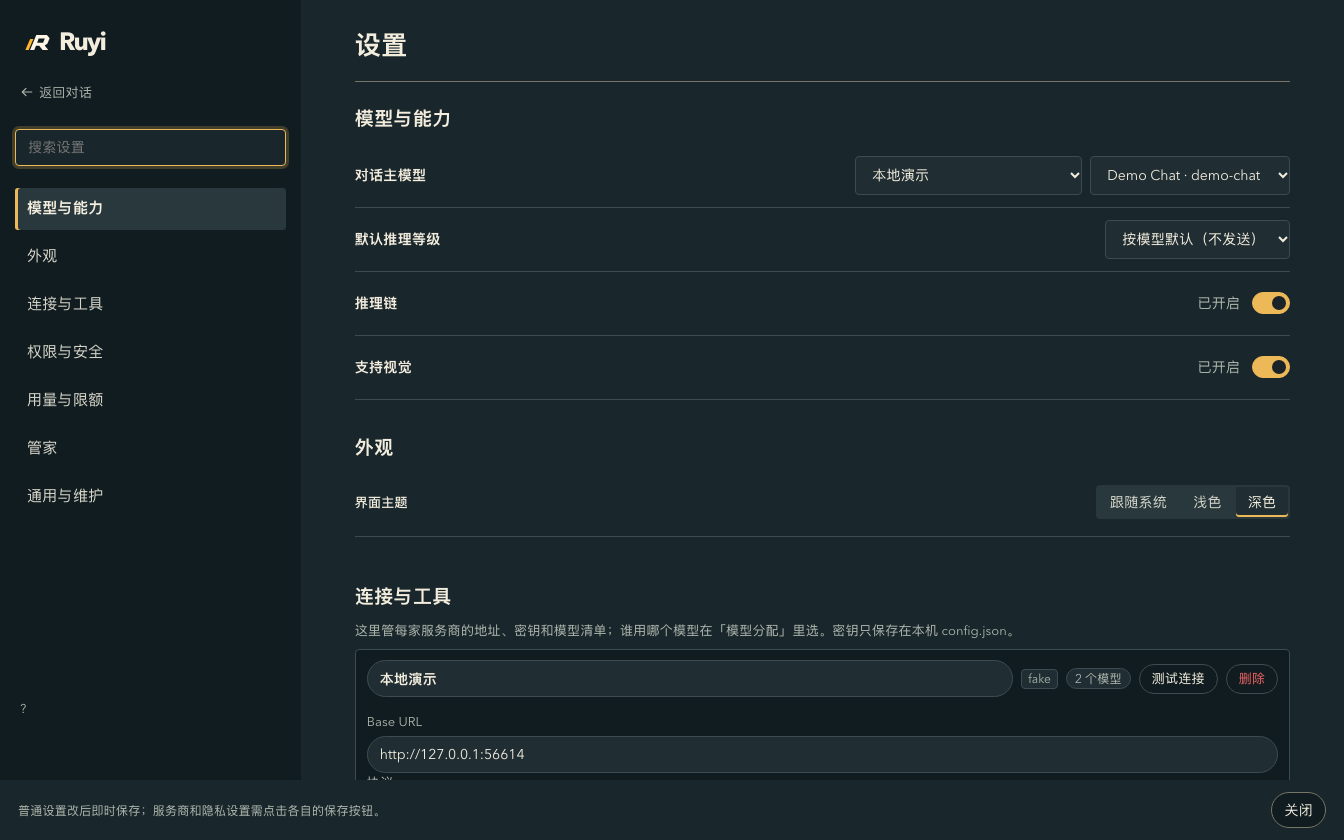 Ruyi
← 返回对话
搜索设置
模型与能力
外观
连接与工具
权限与安全
用量与限额
管家
通用与维护
?
设置
模型与能力
对话主模型 本地演示 Demo Chat · demo-chat
默认推理等级 按模型默认（不发送）
推理链 已开启
支持视觉 已开启
外观
界面主题 跟随系统 浅色 深色
连接与工具
这里管每家服务商的地址、密钥和模型清单；谁用哪个模型在「模型分配」里选。密钥只保存在本机 config.json。
本地演示 fake 2 个模型 测试连接 删除
Base URL
http://127.0.0.1:56614
普通设置改后即时保存；服务商和隐私设置需点击各自的保存按钮。 关闭